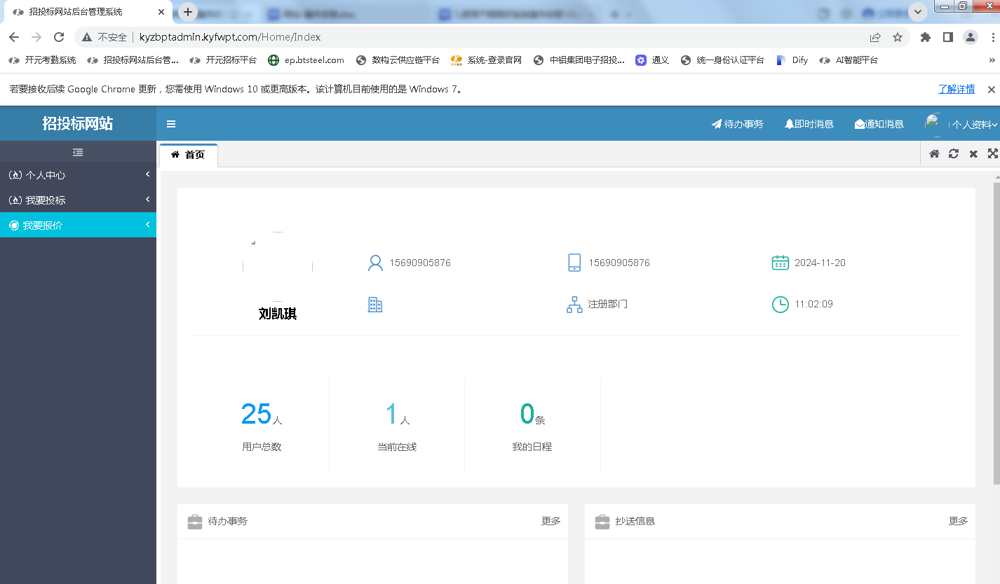 招投标网站后台管理系统
不安全 kyzbptadmin.kyfwpt.com/Home/Index
开元考勤系统 招投标网站后台管... 开元招标平台 ep.btsteel.com 数构云供应链平台 系统-登录官网 中铝集团电子招投... 通义 统一身份认证平台 Dify AI智能平台 »
若要接收后续 Google Chrome 更新，您需使用 Windows 10 或更高版本。该计算机目前使用的是 Windows 7。 了解详情
招投标网站 待办事务 即时消息 通知消息 个人资料
首页
个人中心
我要投标
我要报价
15690905876 15690905876 2024-11-20
注册部门 11:02:09
刘凯琪
25人 1人 0条
用户总数 当前在线 我的日程
待办事务 更多 抄送信息 更多